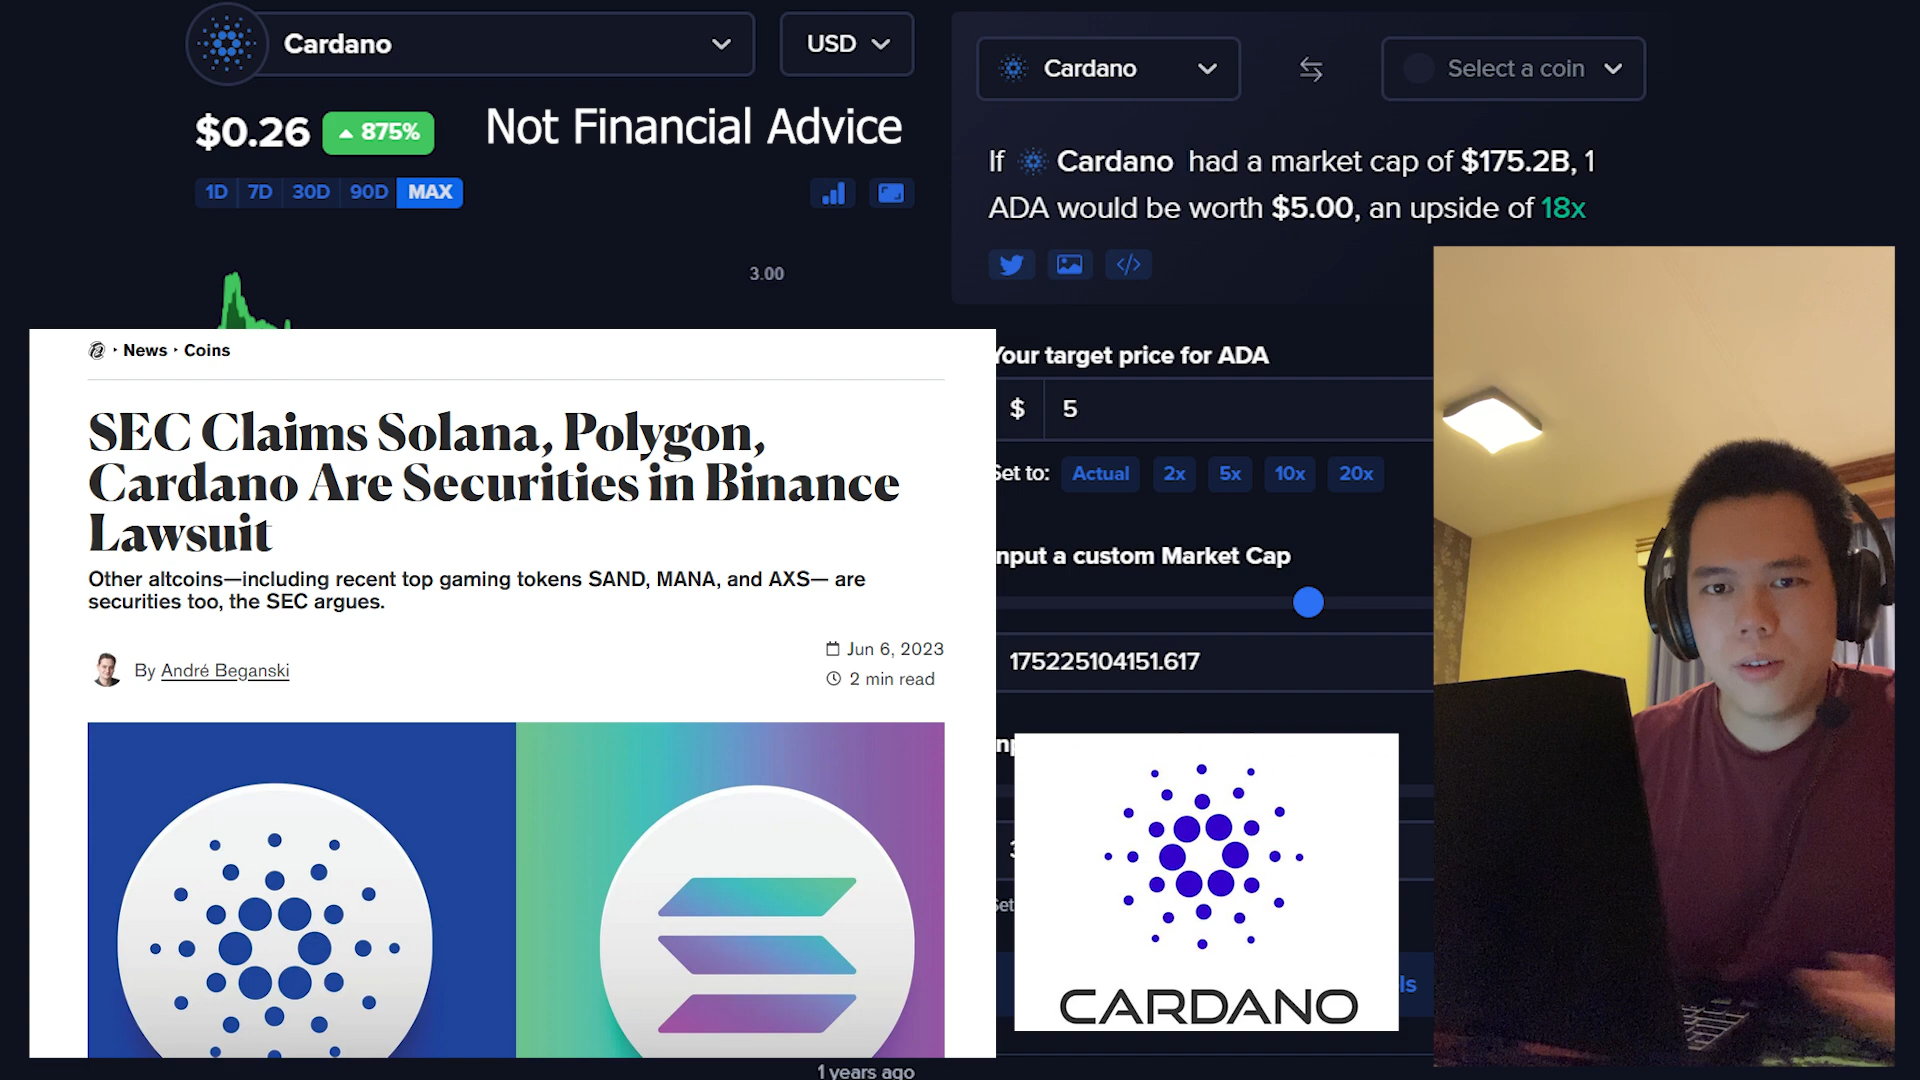 Cardano
USD
$0.26
875%
Not Financial Advice
1D 7D 30D 90D MAX
3.00
Cardano
Select a coin
If Cardano had a market cap of $175.2B, 1
ADA would be worth $5.00, an upside of 18x
Your target price for ADA
$ 5
Set to: Actual 2x 5x 10x 20x
nput a custom Market Cap
175225104151.617
News · Coins
SEC Claims Solana, Polygon,
Cardano Are Securities in Binance
Lawsuit
Other altcoins—including recent top gaming tokens SAND, MANA, and AXS— are
securities too, the SEC argues.
By André Beganski
Jun 6, 2023
2 min read
CARDANO
1 years ago